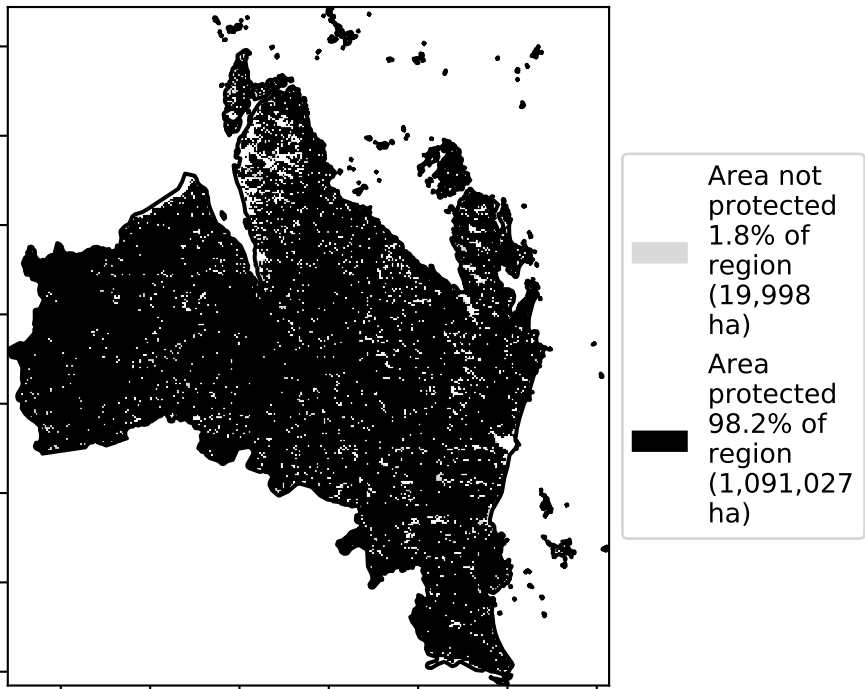 Area not
protected
1.8% of
region
(19,998
ha)
Area
protected
98.2% of
region
(1,091,027
ha)